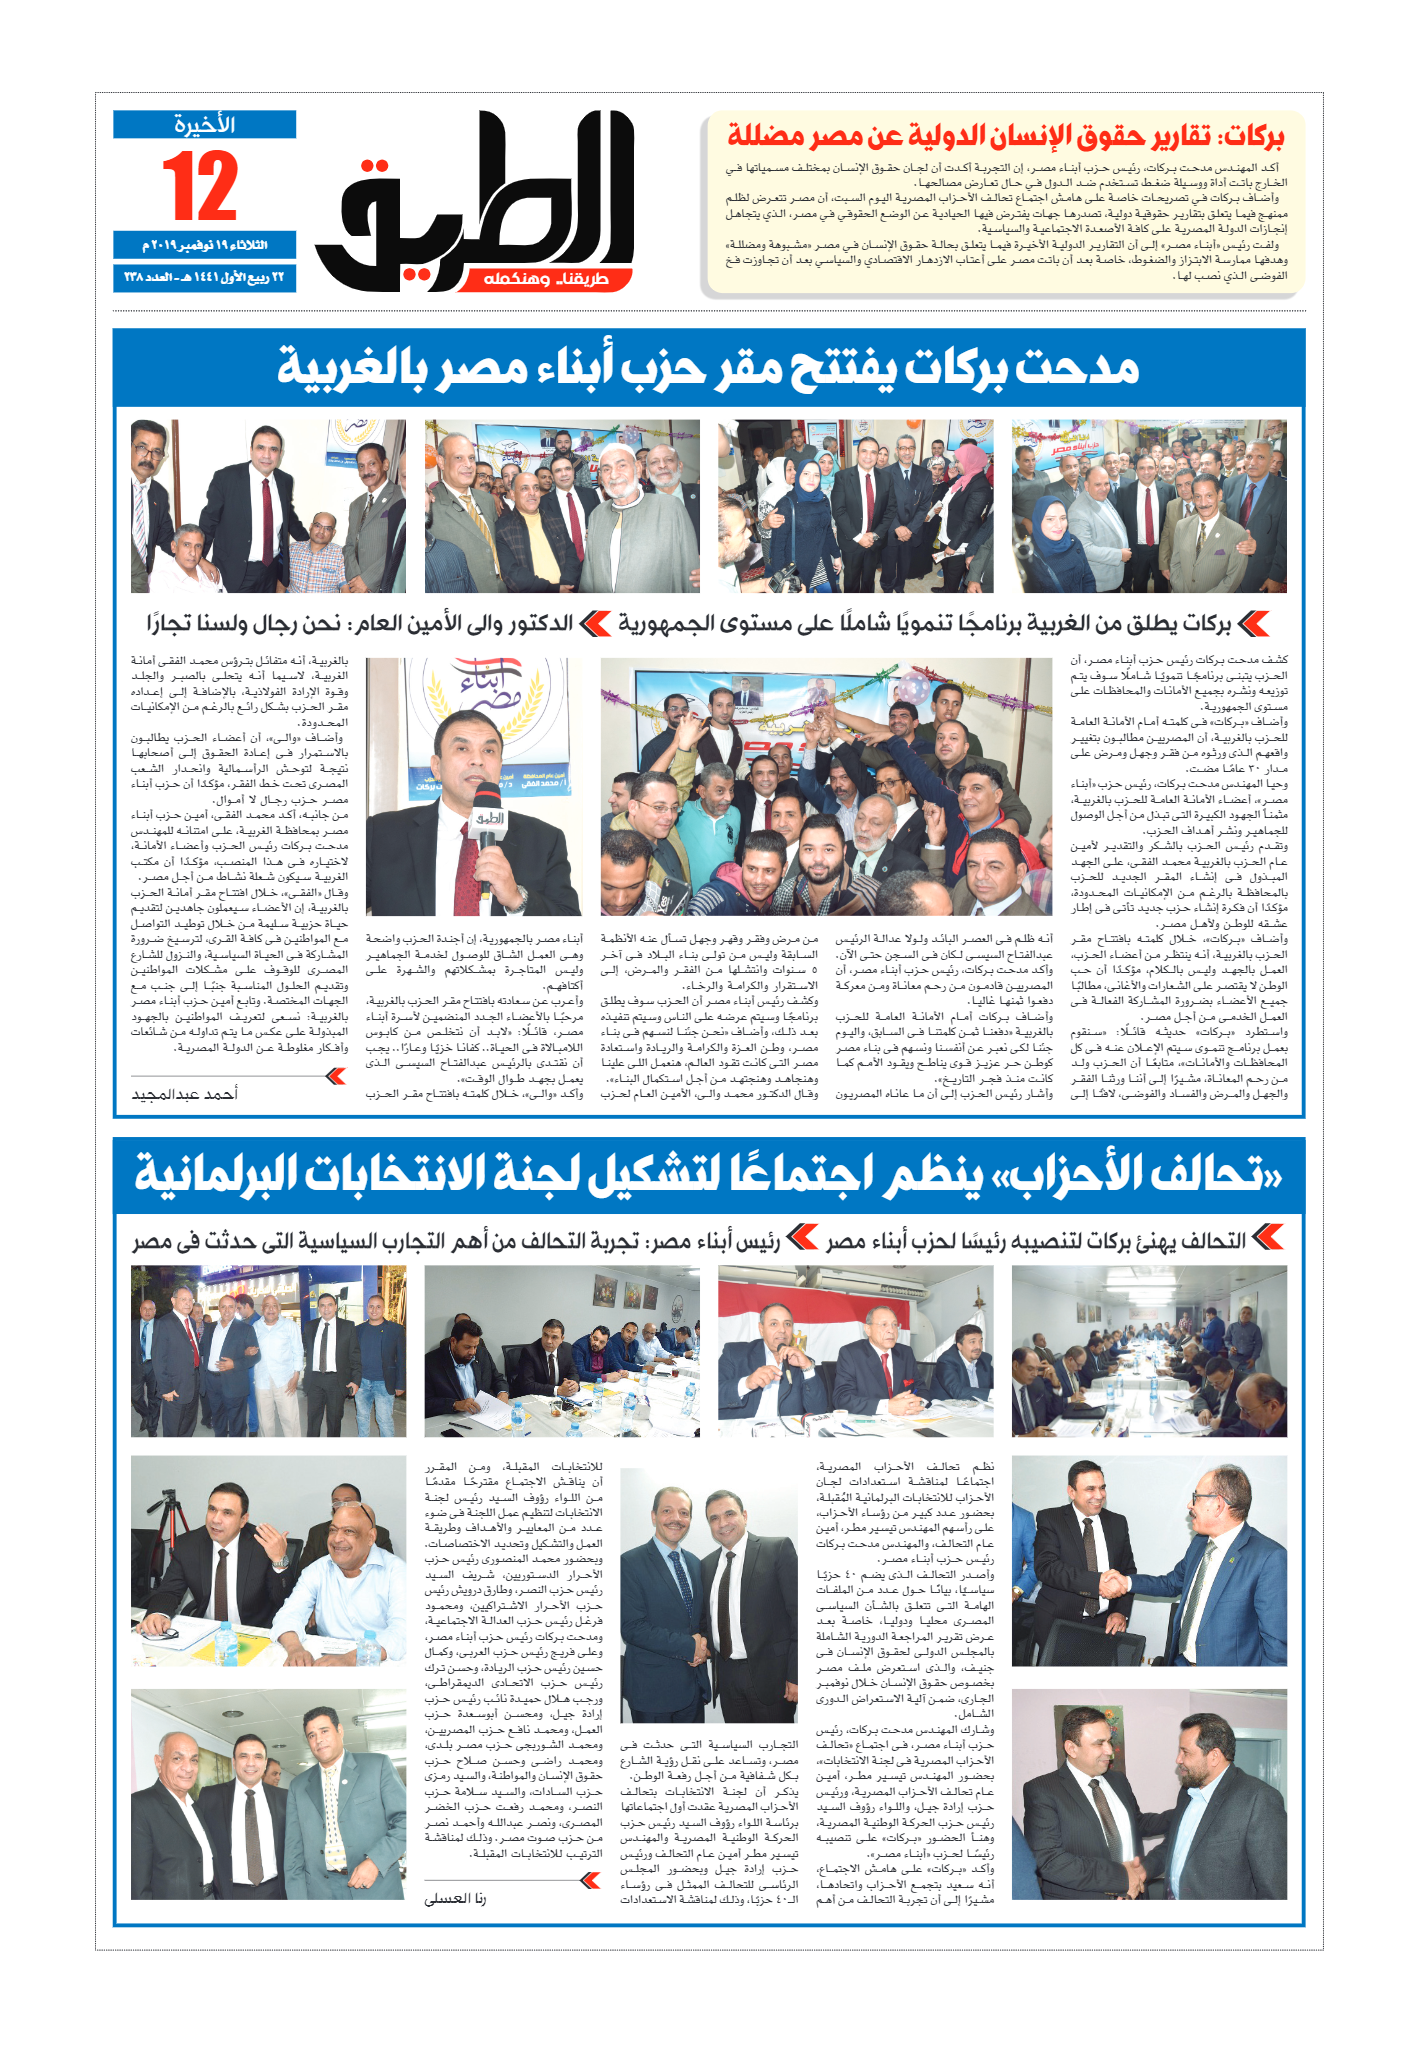 الأخيرة
12
الثلاثاء ١٩ نوفمبر ٢٠١٩ م
٢٢ ربيع الأول ١٤٤١ هـ - العدد ٢٣٨
الطريق
طريقنا.. وهنكمله
بركات: تقارير حقوق الإنسان الدولية عن مصر مضللة
أكد المهندس مدحت بركات، رئيس حزب أبناء مصر، إن التجربة أكدت أن لجان حقوق الإنسان بمختلف مسمياتها في
الخارج باتت أداة ووسيلة ضغط تستخدم ضد الدول في حال تعارض مصالحها.
وأضاف بركات في تصريحات خاصة على هامش اجتماع تحالف الأحزاب المصرية اليوم السبت، أن مصر تتعرض لظلم
ممنهج فيما يتعلق بتقارير حقوقية دولية، تصدرها جهات يفترض فيها الحيادية عن الوضع الحقوقي في مصر، الذي يتجاهل
إنجازات الدولة المصرية على كافة الأصعدة الاجتماعية والسياسية.
ولفت رئيس «أبناء مصر» إلى أن التقارير الدولية الأخيرة فيما يتعلق بحالة حقوق الإنسان في مصر «مشبوهة ومضللة»
وهدفها ممارسة الابتزاز والضغوط، خاصة بعد أن باتت مصر على أعتاب الازدهار الاقتصادي والسياسي بعد أن تجاوزت فخ
الفوضى الذي نصب لها.
مدحت بركات يفتتح مقر حزب أبناء مصر بالغربية
بركات يطلق من الغربية برنامجًا تنمويًا شاملًا على مستوى الجمهورية
الدكتور والى الأمين العام: نحن رجال ولسنا تجارًا
كشف مدحت بركات رئيس حزب أبناء مصر، أن
الحزب يتبنى برنامجًا تنمويًا شاملًا سوف يتم
توزيعه ونشره بجميع الأمانات والمحافظات على
مستوى الجمهورية.
وأضاف «بركات» فى كلمته أمام الأمانة العامة
للحزب بالغربية، أن المصريين مطالبون بتغيير
واقعهم الذى ورثوه من فقر وجهل ومرض على
مدار ٣٠ عامًا مضت.
وحيا المهندس مدحت بركات، رئيس حزب «أبناء
مصر»، أعضاء الأمانة العامة للحزب بالغربية،
مثمناً الجهود الكبيرة التى تبذل من أجل الوصول
للجماهير ونشر أهداف الحزب.
وتقدم رئيس الحزب بالشكر والتقدير لأمين
عام الحزب بالغربية محمد الفقى، على الجهد
المبذول فى إنشاء المقر الجديد للحزب
بالمحافظة بالرغم من الإمكانيات المحدودة،
مؤكدًا أن فكرة إنشاء حزب جديد تأتى فى إطار
عشقه للوطن ولأهل مصر.
وأضاف «بركات»، خلال كلمته بافتتاح مقر
الحزب بالغربية، أنه ينتظر من أعضاء الحزب،
العمل بالجهد وليس بالكلام، مؤكدًا أن حب
الوطن لا يقتصر على الشعارات والأغانى، مطالبًا
جميع الأعضاء بضرورة المشاركة الفعالة فى
العمل الخدمى من أجل مصر.
واستطرد «بركات» حديثه قائلًا: «سنقوم
بعمل برنامج تنموى سيتم الإعلان عنه فى كل
المحافظات والأمانات»، متابعًا أن الحزب ولد
من رحم المعاناة، مشيرًا إلى أننا ورثنا الفقر
والجهل والمرض والفساد والفوضى، لافتًا إلى
أنه ظلم فى العصر البائد ولولا عدالة الرئيس
عبدالفتاح السيسى لكان فى السجن حتى الآن.
وأكد مدحت بركات، رئيس حزب أبناء مصر، أن
المصريين قادمون من رحم معاناة ومن معركة
دفعوا ثمنها غاليا.
وأضاف بركات أمام الأمانة العامة للحزب
بالغربية «دفعنا ثمن كلمتنا فى السابق، واليوم
جئنا لكى نعبر عن أنفسنا ونسهم فى بناء مصر
كوطن حر عزيز قوى يناطح ويقود الأمم كما
كانت منذ فجر التاريخ».
وأشار رئيس الحزب إلى أن ما عاناه المصريون
من مرض وفقر وقهر وجهل تسأل عنه الأنظمة
السابقة وليس من تولى بناء البلاد فى آخر
٥ سنوات وانتشلها من الفقر والمرض، إلى
الاستقرار والكرامة والرخاء.
وكشف رئيس أبناء مصر أن الحزب سوف يطلق
برنامجًا وسيتم عرضه على الناس وسيتم تنفيذه
بعد ذلك، وأضاف «نحن جئنا لنسهم فى بناء
مصر، وطن العزة والكرامة والريادة واستعادة
مصر التى كانت تقود العالم، هنعمل اللى علينا
وهنجاهد وهنجتهد من أجل استكمال البناء».
وقال الدكتور محمد والى، الأمين العام لحزب
أبناء مصر بالجمهورية، إن أجندة الحزب واضحة
وهى العمل الشاق للوصول لخدمة الجماهير
وليس المتاجرة بمشكلاتهم والشهرة على
أكتافهم.
وأعرب عن سعادته بافتتاح مقر الحزب بالغربية،
مرحبًا بالأعضاء الجدد المنضمين لأسرة أبناء
مصر، قائلًا: «لابد أن نتخلص من كابوس
اللامبالاة فى الحياة.. كفانا خزيًا وعارًا.. يجب
أن نقتدى بالرئيس عبدالفتاح السيسى الذى
يعمل بجهد طوال الوقت».
وأكد «والى»، خلال كلمته بافتتاح مقر الحزب
بالغربية، أنه متفائل بترؤس محمد الفقى أمانة
الغربية، لاسيما أنه يتحلى بالصبر والجلد
وقوة الإرادة الفولاذية، بالإضافة إلى إعداده
مقر الحزب بشكل رائع بالرغم من الإمكانيات
المحدودة.
وأضاف «والى»، أن أعضاء الحزب يطالبون
بالاستمرار فى إعادة الحقوق إلى أصحابها
نتيجة لتوحش الرأسمالية وانحدار الشعب
المصرى تحت خط الفقر، مؤكدًا أن حزب أبناء
مصر حزب رجال لا أموال.
من جانبه، أكد محمد الفقى، أمين حزب أبناء
مصر بمحافظة الغربية، على امتنانه للمهندس
مدحت بركات رئيس الحزب وأعضاء الأمانة،
لاختياره فى هذا المنصب، مؤكدًا أن مكتب
الغربية سيكون شعلة نشاط من أجل مصر.
وقال «الفقى»، خلال افتتاح مقر أمانة الحزب
بالغربية، إن الأعضاء سيعملون جاهدين لتقديم
حياة حزبية سليمة من خلال توطيد التواصل
مع المواطنين فى كافة القرى، لترسيخ ضرورة
المشاركة فى الحياة السياسية، والنزول للشارع
المصرى للوقوف على مشكلات المواطنين
وتقديم الحلول المناسبة جنبًا إلى جنب مع
الجهات المختصة، وتابع أمين حزب أبناء مصر
بالغربية: نسعى لتعريف المواطنين بالجهود
المبذولة على عكس ما يتم تداوله من شائعات
وأفكار مغلوطة عن الدولة المصرية.
أحمد عبدالمجيد
«تحالف الأحزاب» ينظم اجتماعًا لتشكيل لجنة الانتخابات البرلمانية
التحالف يهنئ بركات لتنصيبه رئيسًا لحزب أبناء مصر
رئيس أبناء مصر: تجربة التحالف من أهم التجارب السياسية التى حدثت فى مصر
نظم تحالف الأحزاب المصرية،
اجتماعًا لمناقشة استعدادات لجان
الأحزاب للانتخابات البرلمانية المُقبلة،
بحضور عدد كبير من رؤساء الأحزاب،
على رأسهم المهندس تيسير مطر، أمين
عام التحالف، والمهندس مدحت بركات
رئيس حزب أبناء مصر.
وأصدر التحالف الذى يضم ٤٠ حزبًا
سياسيًا، بيانًا حول عدد من الملفات
الهامة التى تتعلق بالشأن السياسى
المصرى محليا ودوليا، خاصة بعد
عرض تقرير المراجعة الدورية الشاملة
بالمجلس الدولى لحقوق الإنسان فى
جنيف، والذى استعرض ملف مصر
بخصوص حقوق الإنسان خلال نوفمبر
الجارى، ضمن آلية الاستعراض الدورى
الشامل.
وشارك المهندس مدحت بركات، رئيس
حزب أبناء مصر، فى اجتماع «تحالف
الأحزاب المصرية فى لجنة الانتخابات»،
بحضور المهندس تيسير مطر، أمين
عام تحالف الأحزاب المصرية، ورئيس
حزب إرادة جيل، واللواء رؤوف السيد
رئيس حزب الحركة الوطنية المصرية،
وهنأ الحضور «بركات» على تنصيبه
رئيسًا لحزب «أبناء مصر».
وأكد «بركات» على هامش الاجتماع،
أنه سعيد بتجمع الأحزاب واتحادها،
مشيرًا إلى أن تجربة التحالف من أهم
التجارب السياسية التى حدثت فى
مصر، وتساعد على نقل رؤية الشارع
بكل شفافية من أجل رفعة الوطن.
يذكر أن لجنة الانتخابات بتحالف
الأحزاب المصرية عقدت أول اجتماعاتها
برئاسة اللواء رؤوف السيد رئيس حزب
الحركة الوطنية المصرية والمهندس
تيسير مطر أمين عام التحالف ورئيس
حزب إرادة جيل وبحضور المجلس
الرئاسى للتحالف الممثل فى رؤساء
الـ٤٠ حزبًا، وذلك لمناقشة الاستعدادات
للانتخابات المقبلة، ومن المقرر
أن يناقش الاجتماع مقترحًا مقدمًا
من اللواء رؤوف السيد رئيس لجنة
الانتخابات لتنظيم عمل اللجنة فى ضوء
عدد من المعايير والأهداف وطريقة
العمل والتشكيل وتحديد الاختصاصات.
وبحضور محمد المنصورى رئيس حزب
الأحرار الدستوريين، شريف السيد
رئيس حزب النصر، وطارق درويش رئيس
حزب الأحرار الاشتراكيين، ومحمود
فرغل رئيس حزب العدالة الاجتماعية،
ومدحت بركات رئيس حزب أبناء مصر،
وعلى فريج رئيس حزب العربى، وكمال
حسين رئيس حزب الريادة، وحسن ترك
رئيس حزب الاتحادى الديمقراطى،
ورجب هلال حميدة نائب رئيس حزب
إرادة جيل، ومحسن أبوسعدة حزب
العمل، ومحمد نافع حزب المصريين،
ومحمد الشوربجى حزب مصر بلدى،
ومحمد راضى وحسن صلاح حزب
حقوق الإنسان والمواطنة، والسيد رمزى
حزب السادات، والسيد سلامة حزب
النصر، ومحمد رفعت حزب الخضر
المصرى، ونصر عبدالله وأحمد نصر
من حزب صوت مصر، وذلك لمناقشة
الترتيب للانتخابات المقبلة.
رنا العسلى